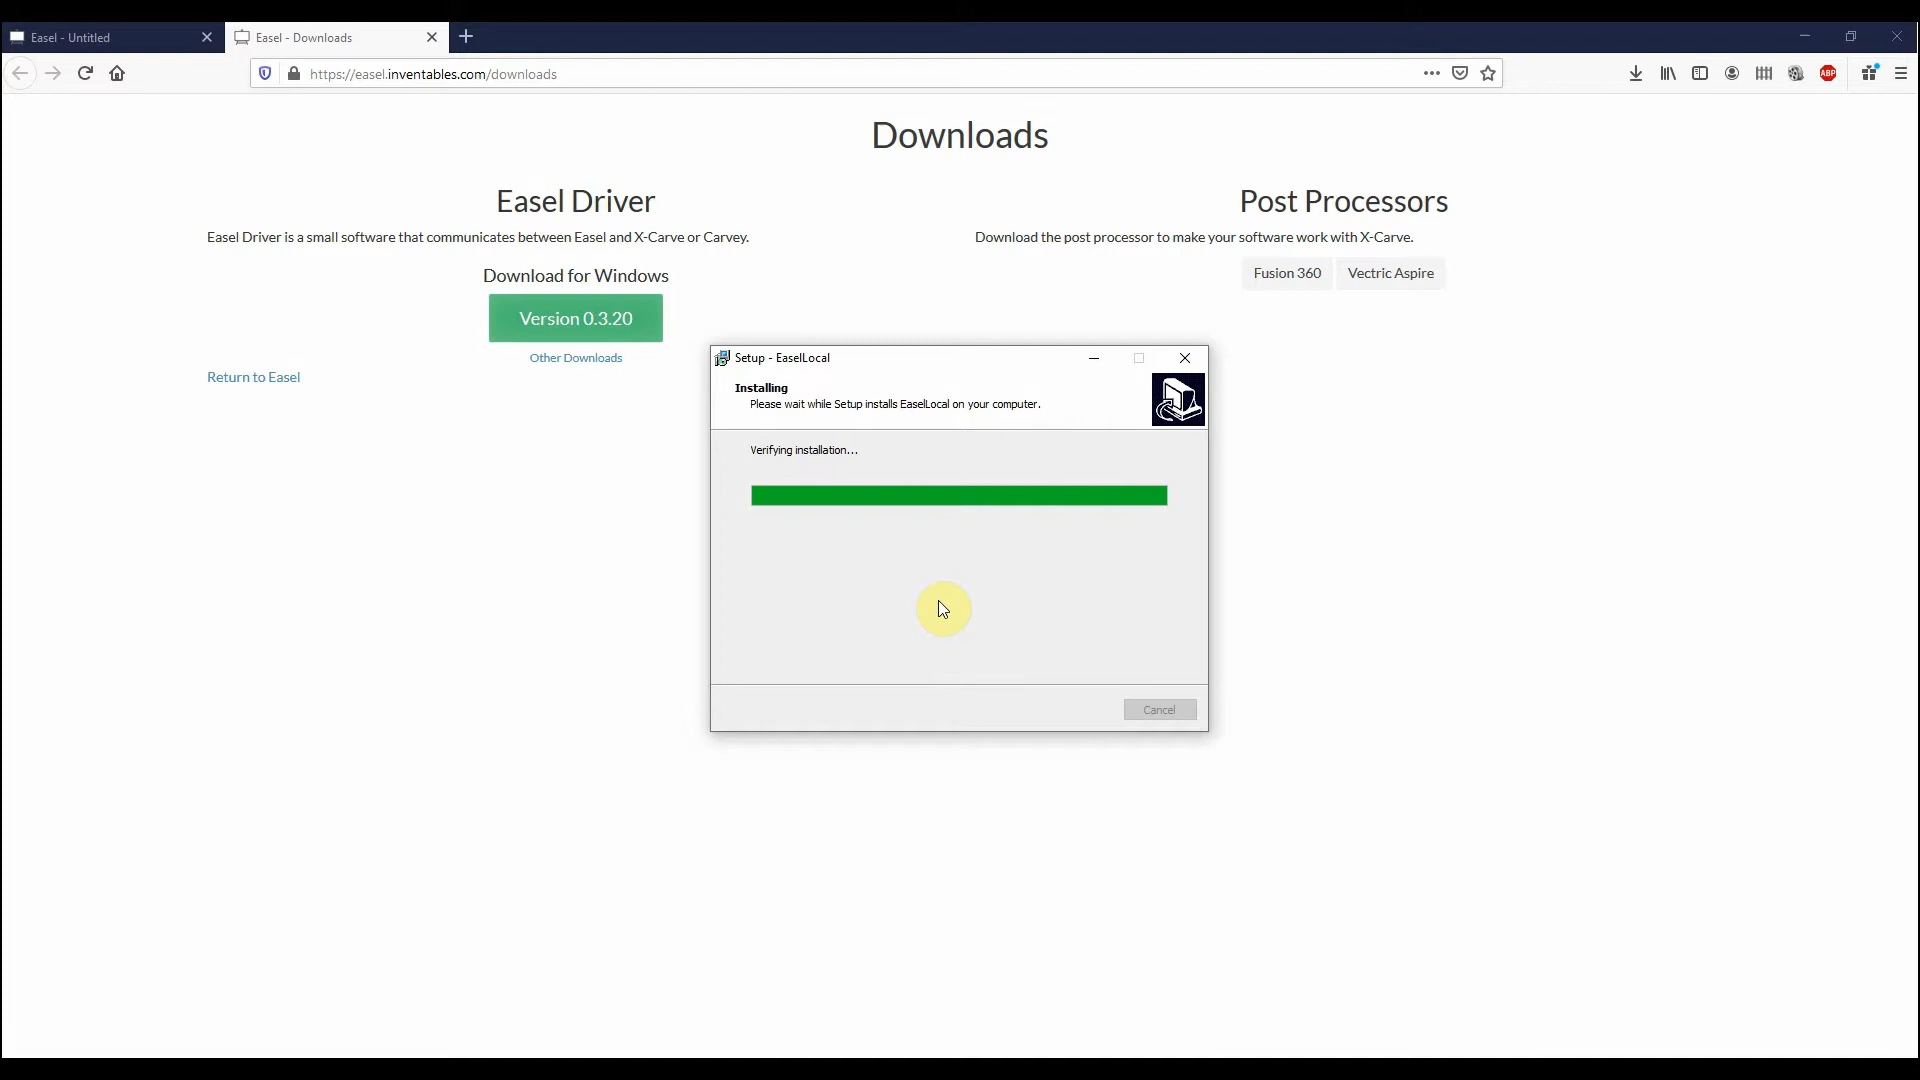 Easel - Untitled
Easel - Downloads
https://easel.inventables.com/downloads
ABP
Downloads
Easel Driver
Easel Driver is a small software that communicates between Easel and X-Carve or Carvey.
Download for Windows
Version 0.3.20
Other Downloads
Return to Easel
Post Processors
Download the post processor to make your software work with X-Carve.
Fusion 360
Vectric Aspire
Setup - EaselLocal
Installing
Please wait while Setup installs EaselLocal on your computer.
Verifying installation...
Cancel